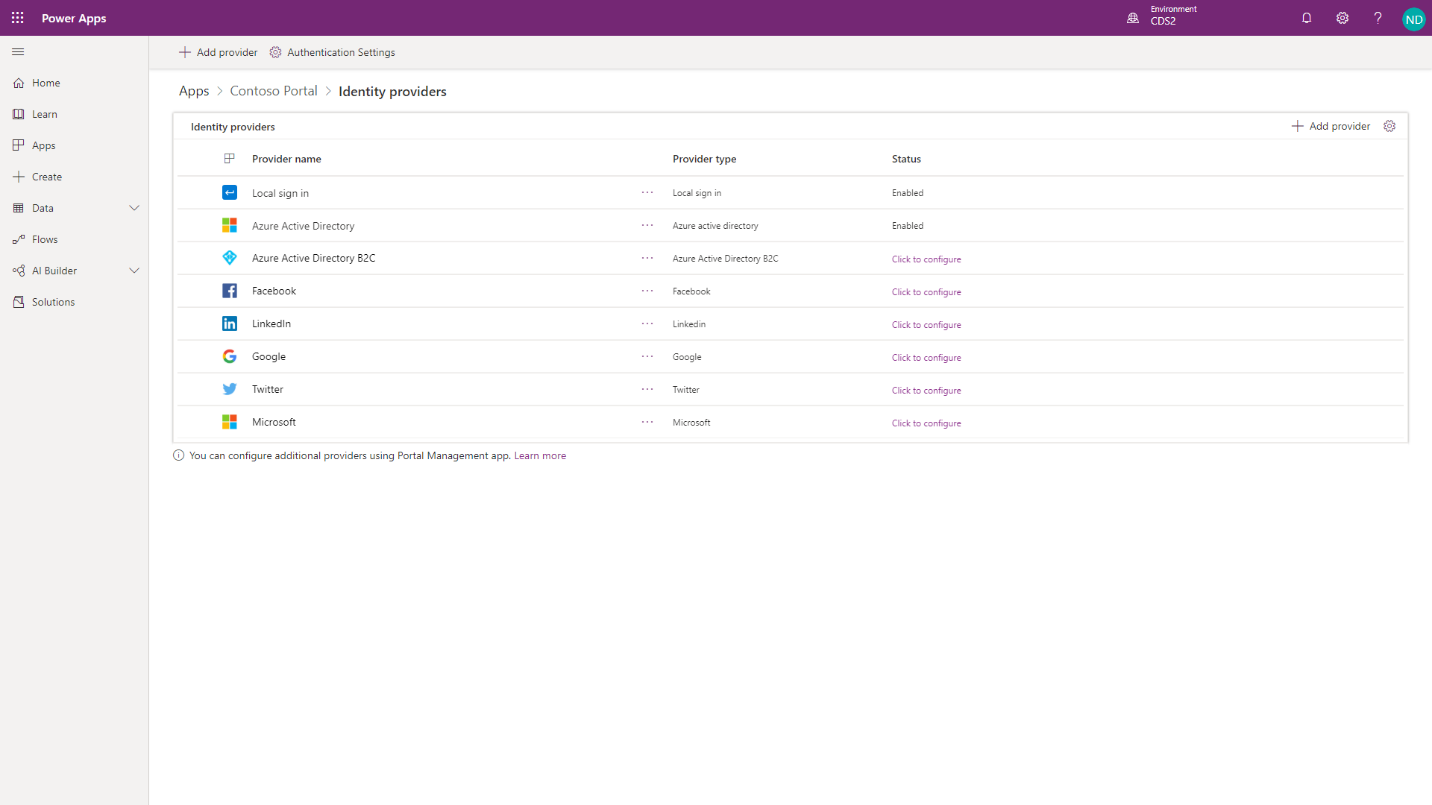 Power Apps
Environment
CDS2
?
ND
Add provider
Authentication Settings
Home
Learn
Apps
Create
Data
Flows
AI Builder
Solutions
Apps > Contoso Portal > Identity providers
Identity providers
Add provider
Provider name Provider type Status
Local sign in ... Local sign in Enabled
Azure Active Directory ... Azure active directory Enabled
Azure Active Directory B2C ... Azure Active Directory B2C Click to configure
Facebook ... Facebook Click to configure
LinkedIn ... Linkedin Click to configure
Google ... Google Click to configure
Twitter ... Twitter Click to configure
Microsoft ... Microsoft Click to configure
You can configure additional providers using Portal Management app. Learn more